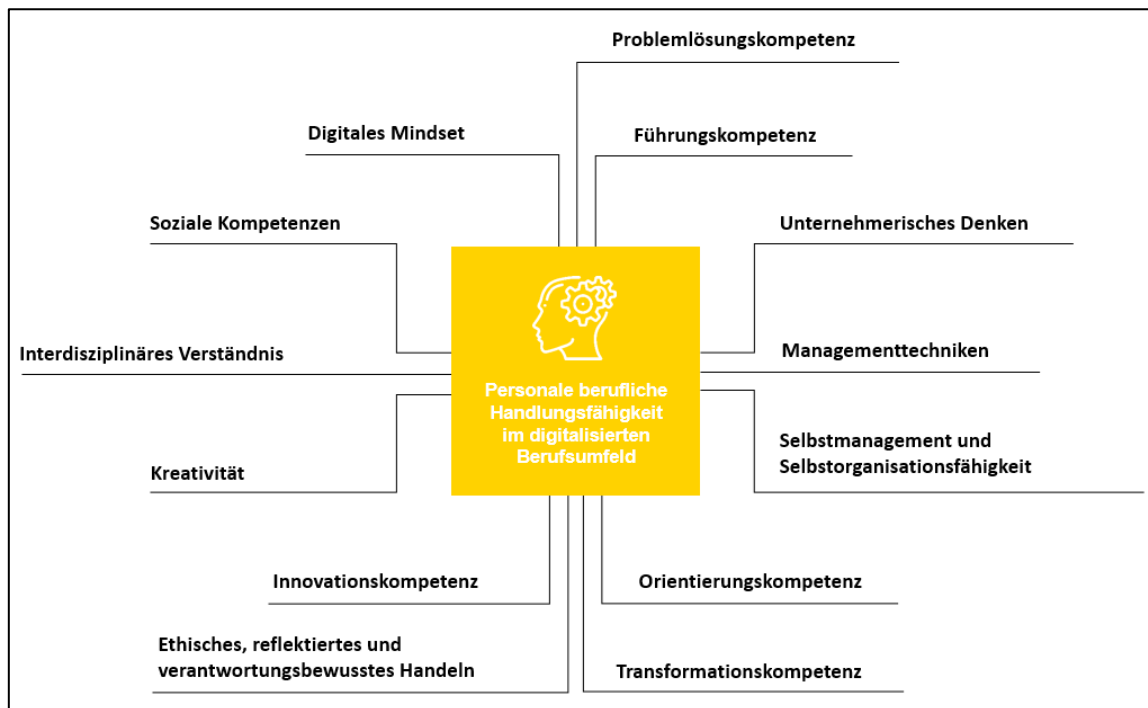 Problemlösungskompetenz
Digitales Mindset
Führungskompetenz
Soziale Kompetenzen
Unternehmerisches Denken
Interdisziplinäres Verständnis
Managementtechniken
Personale berufliche
Handlungsfähigkeit
im digitalisierten
Berufsumfeld
Kreativität
Selbstmanagement und
Selbstorganisationsfähigkeit
Innovationskompetenz
Orientierungskompetenz
Ethisches, reflektiertes und
verantwortungsbewusstes Handeln
Transformationskompetenz